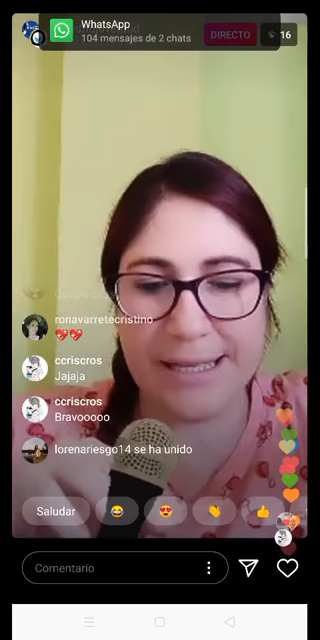 WhatsApp
104 mensajes de 2 chats
DIRECTO
16
ronavarretecristino
💖💖
ccriscros
Jajaja
ccriscros
Bravooooo
lorenariesgo14 se ha unido
Saludar
Comentario